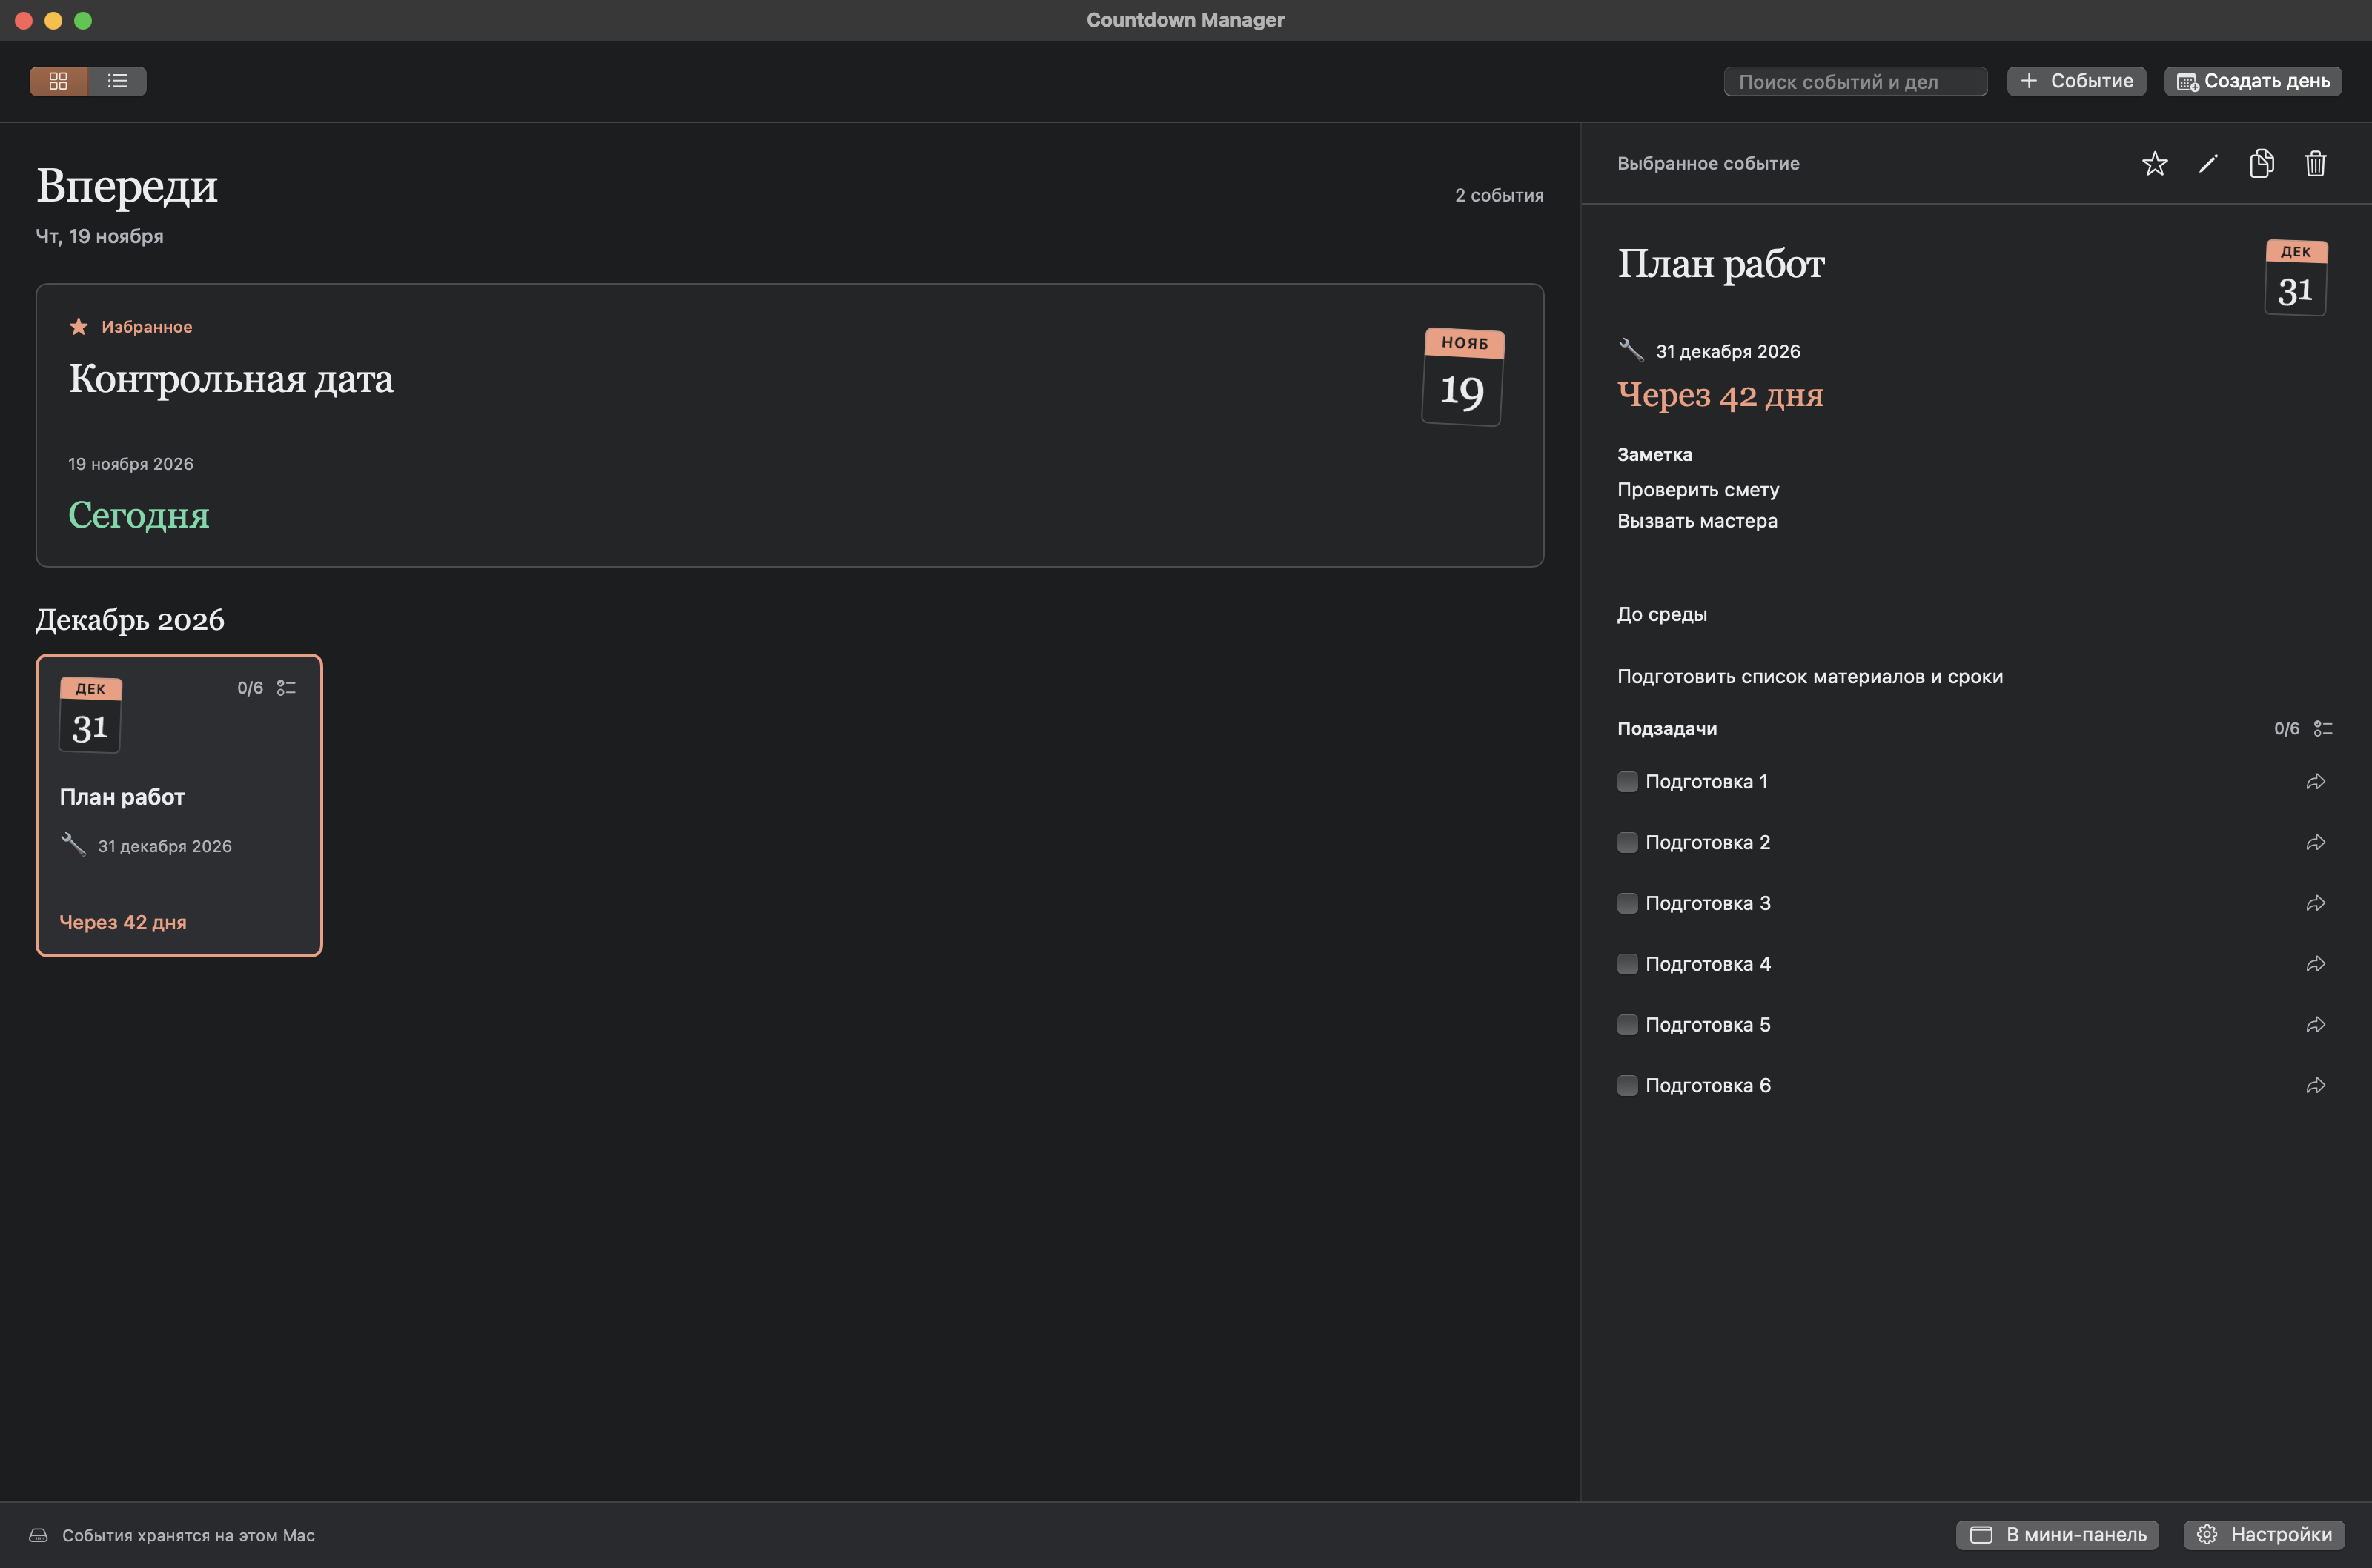 Countdown Manager
Поиск событий и дел
Событие
Создать день
Впереди
2 события
Чт, 19 ноября
Избранное
Контрольная дата
НОЯБ
19
19 ноября 2026
Сегодня
Декабрь 2026
ДЕК
31
0/6
План работ
31 декабря 2026
Через 42 дня
Выбранное событие
План работ
ДЕК
31
31 декабря 2026
Через 42 дня
Заметка
Проверить смету
Вызвать мастера
До среды
Подготовить список материалов и сроки
Подзадачи
0/6
Подготовка 1
Подготовка 2
Подготовка 3
Подготовка 4
Подготовка 5
Подготовка 6
События хранятся на этом Mac
В мини-панель
Настройки